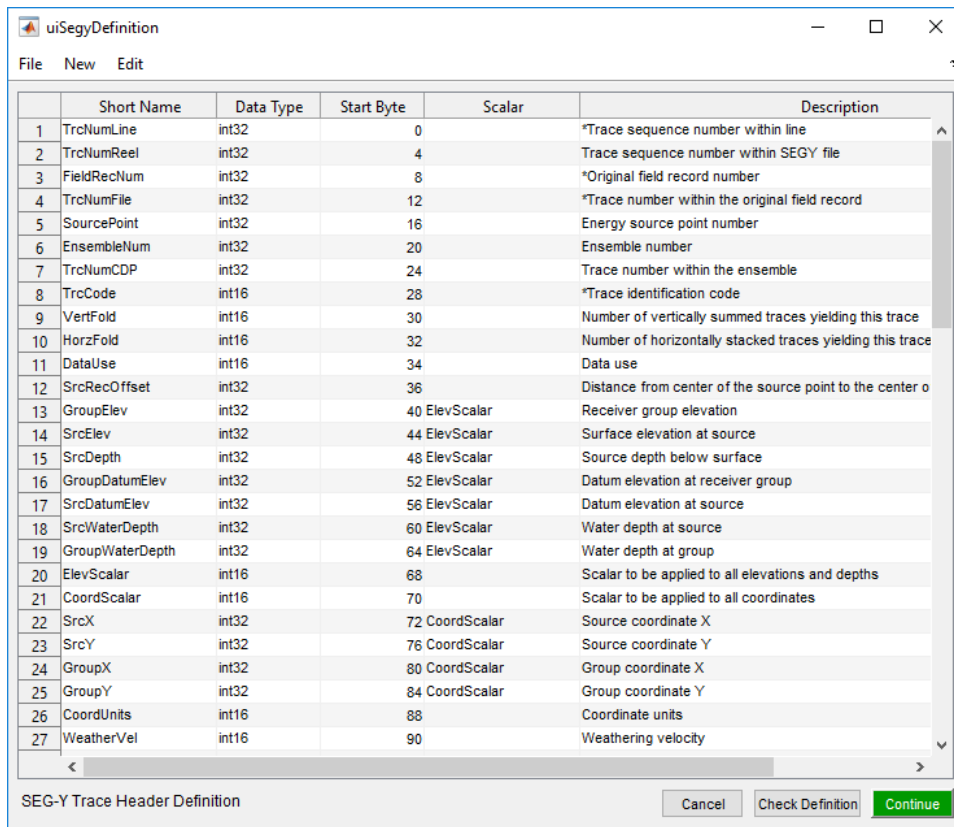 uiSegyDefinition
File New Edit
Short Name Data Type Start Byte Scalar Description
1 TrcNumLine int32 0 *Trace sequence number within line
2 TrcNumReel int32 4 Trace sequence number within SEGY file
3 FieldRecNum int32 8 *Original field record number
4 TrcNumFile int32 12 *Trace number within the original field record
5 SourcePoint int32 16 Energy source point number
6 EnsembleNum int32 20 Ensemble number
7 TrcNumCDP int32 24 Trace number within the ensemble
8 TrcCode int16 28 *Trace identification code
9 VertFold int16 30 Number of vertically summed traces yielding this trace
10 HorzFold int16 32 Number of horizontally stacked traces yielding this trace
11 DataUse int16 34 Data use
12 SrcRecOffset int32 36 Distance from center of the source point to the center o
13 GroupElev int32 40 ElevScalar Receiver group elevation
14 SrcElev int32 44 ElevScalar Surface elevation at source
15 SrcDepth int32 48 ElevScalar Source depth below surface
16 GroupDatumElev int32 52 ElevScalar Datum elevation at receiver group
17 SrcDatumElev int32 56 ElevScalar Datum elevation at source
18 SrcWaterDepth int32 60 ElevScalar Water depth at source
19 GroupWaterDepth int32 64 ElevScalar Water depth at group
20 ElevScalar int16 68 Scalar to be applied to all elevations and depths
21 CoordScalar int16 70 Scalar to be applied to all coordinates
22 SrcX int32 72 CoordScalar Source coordinate X
23 SrcY int32 76 CoordScalar Source coordinate Y
24 GroupX int32 80 CoordScalar Group coordinate X
25 GroupY int32 84 CoordScalar Group coordinate Y
26 CoordUnits int16 88 Coordinate units
27 WeatherVel int16 90 Weathering velocity
SEG-Y Trace Header Definition Cancel Check Definition Continue